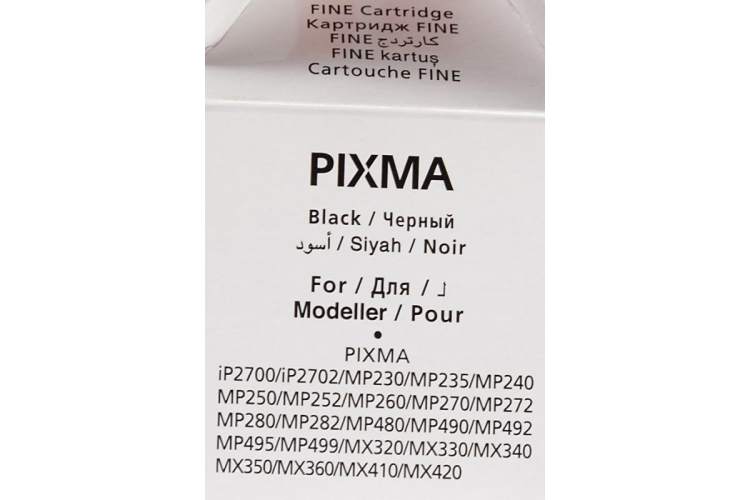 FINE Cartridge
Картридж FINE
كارتردج FINE
FINE kartuş
Cartouche FINE
PIXMA
Black / Черный
أسود / Siyah / Noir
For / Для / لـ
Modeller / Pour
•
PIXMA
iP2700/iP2702/MP230/MP235/MP240
MP250/MP252/MP260/MP270/MP272
MP280/MP282/MP480/MP490/MP492
MP495/MP499/MX320/MX330/MX340
MX350/MX360/MX410/MX420